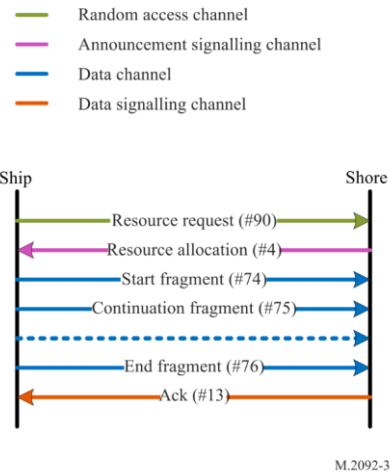 Random access channel
Announcement signalling channel
Data channel
Data signalling channel
Ship Shore
Resource request (#90)
Resource allocation (#4)
Start fragment (#74)
Continuation fragment (#75)
End fragment (#76)
Ack (#13)
M.2092-3